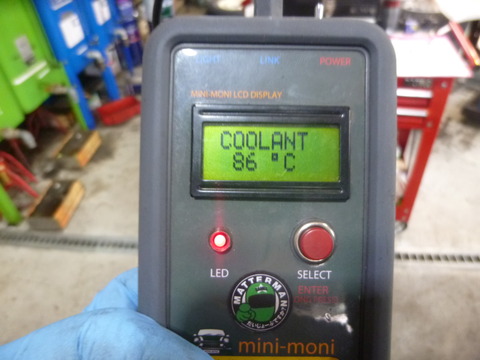 LIGHT LINK POWER
MINI-MONI LCD DISPLAY
COOLANT
86 °C
LED SELECT
ENTER
MATTERMAN
mini-moni